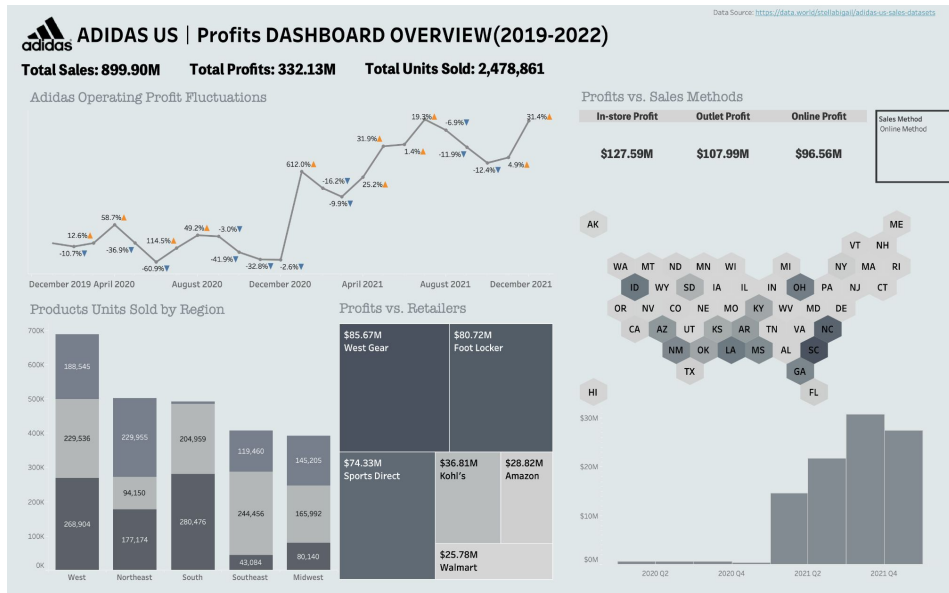 Data Source: https://data.world/stellabigail/adidas-us-sales-datasets
adidas
ADIDAS US | Profits DASHBOARD OVERVIEW(2019-2022)
Total Sales: 899.90M Total Profits: 332.13M Total Units Sold: 2,478,861
Adidas Operating Profit Fluctuations
-10.7%▼
12.6%▲
58.7%▲
-36.9%▼
-60.9%▼
114.5%▲
49.2%▲
-3.0%▼
-41.9%▼
-32.8%▼
-2.6%▼
612.0%▲
-16.2%▼
-9.9%▼
25.2%▲
31.9%▲
1.4%▲
19.3%▲
-6.9%▼
-11.9%▼
-12.4%▼
4.9%▲
31.4%▲
December 2019 April 2020 August 2020 December 2020 April 2021 August 2021 December 2021
Profits vs. Sales Methods
In-store Profit Outlet Profit Online Profit
$127.59M $107.99M $96.56M
Sales Method
Online Method
AK ME
VT NH
WA MT ND MN WI MI NY MA RI
ID WY SD IA IL IN OH PA NJ CT
OR NV CO NE MO KY WV MD DE
CA AZ UT KS AR TN VA NC
NM OK LA MS AL SC
TX GA
HI FL
Products Units Sold by Region
700K
600K
500K
400K
300K
200K
100K
0K
188,545
229,536
268,904
229,955
94,150
177,174
204,959
280,476
119,460
244,456
43,084
145,205
165,992
80,140
West Northeast South Southeast Midwest
Profits vs. Retailers
$85.67M
West Gear
$80.72M
Foot Locker
$74.33M
Sports Direct
$36.81M
Kohl's
$28.82M
Amazon
$25.78M
Walmart
$30M
$20M
$10M
$0M
2020 Q2 2020 Q4 2021 Q2 2021 Q4